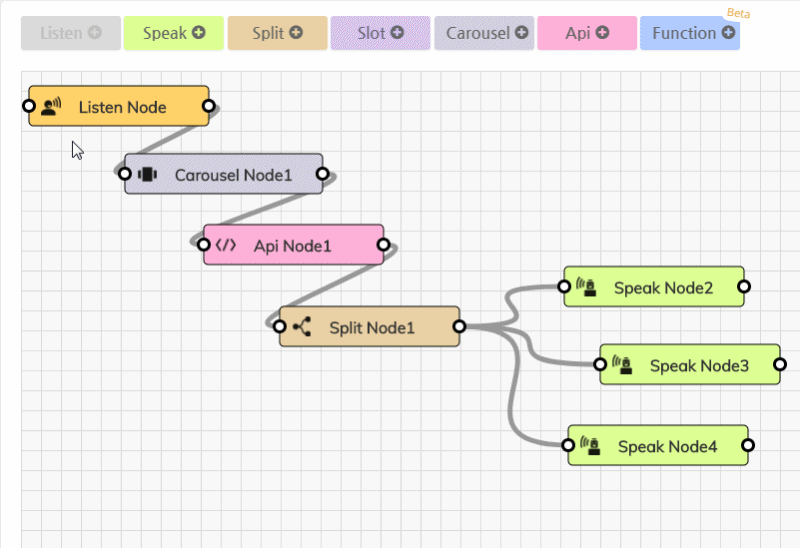 Beta
Listen
Speak
Split
Slot
Carousel
Api
Function
Listen Node
Carousel Node1
Api Node1
Split Node1
Speak Node2
Speak Node3
Speak Node4